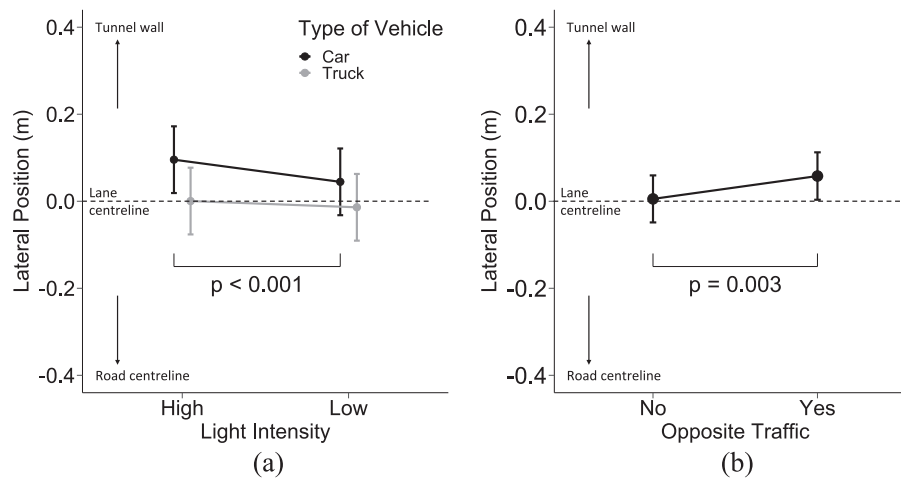 Type of Vehicle
Car
Truck
Tunnel wall
Lane
centreline
Road centreline
Lateral Position (m)
0.4
0.2
0.0
-0.2
-0.4
p < 0.001
High
Low
Light Intensity
(a)
Tunnel wall
Lane
centreline
Road centreline
Lateral Position (m)
0.4
0.2
0.0
-0.2
-0.4
p = 0.003
No
Yes
Opposite Traffic
(b)